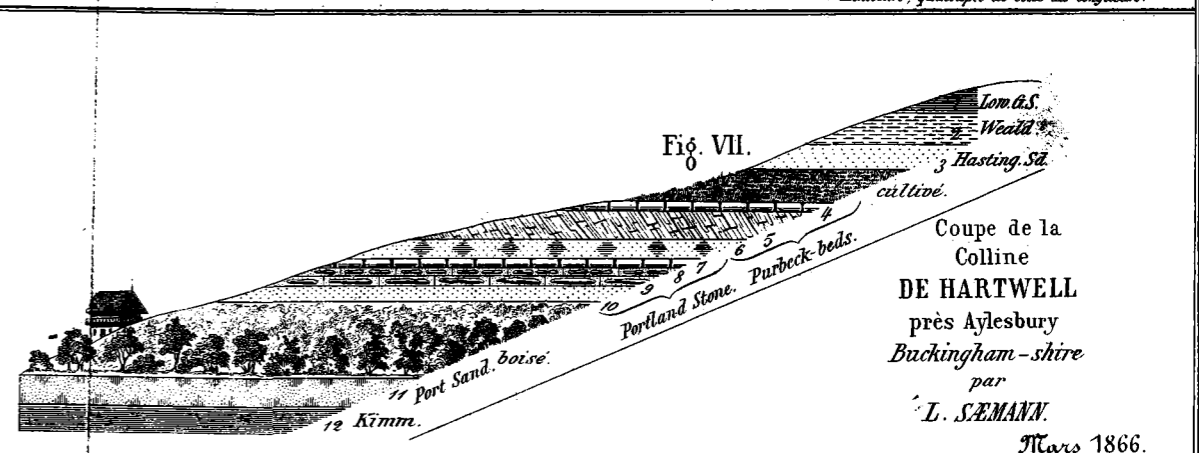 Fig. VII.
1 Low. G.S.
2 Weald
3 Hasting. Sd.
cultivé.
4
5
6
Purbeck-beds.
7
8
9
10
Portland Stone.
boisé.
11 Port Sand.
12 Kimm.
Coupe de la
Colline
DE HARTWELL
près Aylesbury
Buckingham-shire
par
L. SÆMANN.
Mars 1866.